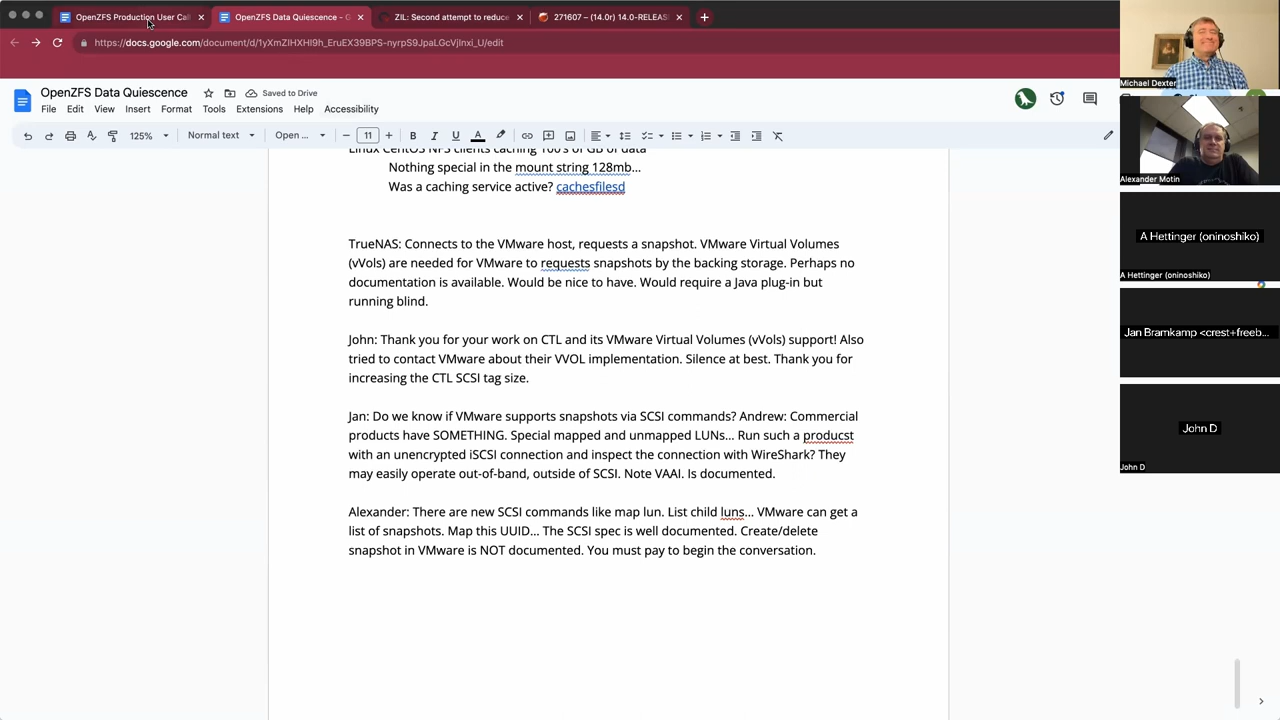 OpenZFS Production User Cal
OpenZFS Data Quiescence - G
ZIL: Second attempt to reduce
271607 – (14.0r) 14.0-RELEAS
https://docs.google.com/document/d/1yXmZIHXHI9h_EruEX39BPS-nyrpS9JpaLGcVjlnxi_U/edit
OpenZFS Data Quiescence
Saved to Drive
File Edit View Insert Format Tools Extensions Help Accessibility
125% Normal text Open ... 11
Linux CentOS NFS clients caching 100's of GB of data
Nothing special in the mount string 128mb...
Was a caching service active? cachesfilesd
TrueNAS: Connects to the VMware host, requests a snapshot. VMware Virtual Volumes
(vVols) are needed for VMware to requests snapshots by the backing storage. Perhaps no
documentation is available. Would be nice to have. Would require a Java plug-in but
running blind.
John: Thank you for your work on CTL and its VMware Virtual Volumes (vVols) support! Also
tried to contact VMware about their VVOL implementation. Silence at best. Thank you for
increasing the CTL SCSI tag size.
Jan: Do we know if VMware supports snapshots via SCSI commands? Andrew: Commercial
products have SOMETHING. Special mapped and unmapped LUNs... Run such a producst
with an unencrypted iSCSI connection and inspect the connection with WireShark? They
may easily operate out-of-band, outside of SCSI. Note VAAI. Is documented.
Alexander: There are new SCSI commands like map lun. List child luns... VMware can get a
list of snapshots. Map this UUID... The SCSI spec is well documented. Create/delete
snapshot in VMware is NOT documented. You must pay to begin the conversation.
Michael Dexter
Alexander Motin
A Hettinger (oninoshiko)
A Hettinger (oninoshiko)
Jan Bramkamp <crest+freeb...
John D
John D